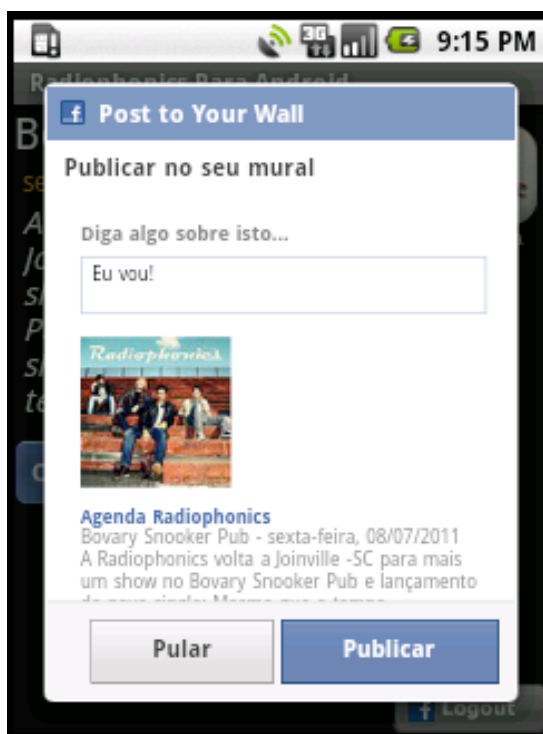 3G
9:15 PM
Radiophonics Para Android
Post to Your Wall
Publicar no seu mural
Diga algo sobre isto...
Eu vou!
Radiophonics
Agenda Radiophonics
Bovary Snooker Pub - sexta-feira, 08/07/2011
A Radiophonics volta a Joinville -SC para mais
um show no Bovary Snooker Pub e lançamento
Pular
Publicar
Logout